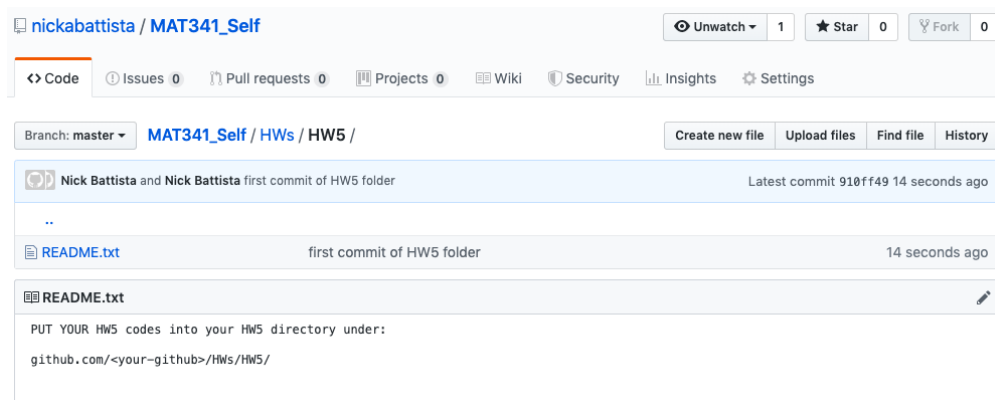 nickabattista / MAT341_Self
Unwatch 1 Star 0 Fork 0
Code Issues 0 Pull requests 0 Projects 0 Wiki Security Insights Settings
Branch: master MAT341_Self / HWs / HW5 / Create new file Upload files Find file History
Nick Battista and Nick Battista first commit of HW5 folder Latest commit 910ff49 14 seconds ago
..
README.txt first commit of HW5 folder 14 seconds ago
README.txt
PUT YOUR HW5 codes into your HW5 directory under:
github.com/<your-github>/HWs/HW5/